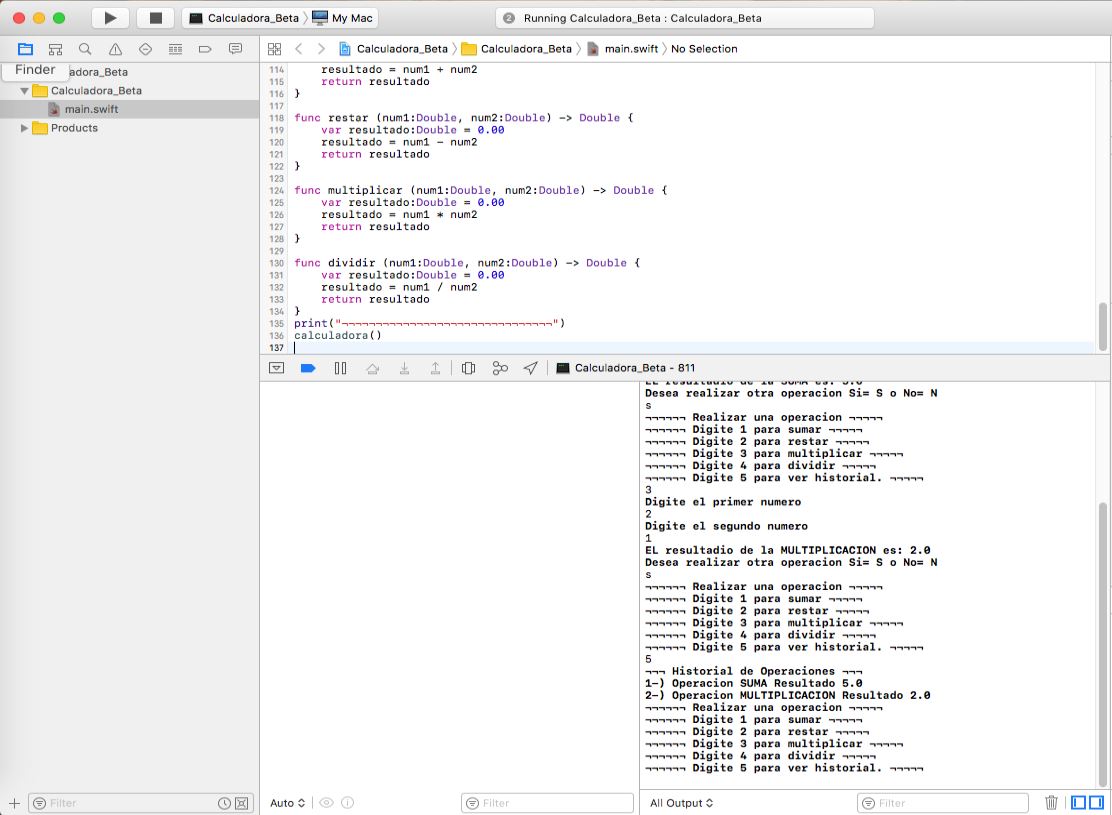 Calculadora_Beta
My Mac
2
Running Calculadora_Beta : Calculadora_Beta
Calculadora_Beta
Calculadora_Beta
main.swift
No Selection
Finder
adora_Beta
Calculadora_Beta
main.swift
Products
114 resultado = num1 + num2
115 return resultado
116 }
117
118 func restar (num1:Double, num2:Double) -> Double {
119 var resultado:Double = 0.00
120 resultado = num1 - num2
121 return resultado
122 }
123
124 func multiplicar (num1:Double, num2:Double) -> Double {
125 var resultado:Double = 0.00
126 resultado = num1 * num2
127 return resultado
128 }
129
130 func dividir (num1:Double, num2:Double) -> Double {
131 var resultado:Double = 0.00
132 resultado = num1 / num2
133 return resultado
134 }
135 print("¬¬¬¬¬¬¬¬¬¬¬¬¬¬¬¬¬¬¬¬¬¬¬¬¬¬¬¬¬¬¬")
136 calculadora()
137
Calculadora_Beta - 811
EL resultadio de la SUMA es: 5.0
Desea realizar otra operacion Si= S o No= N
s
¬¬¬¬¬¬ Realizar una operacion ¬¬¬¬¬
¬¬¬¬¬¬ Digite 1 para sumar ¬¬¬¬¬
¬¬¬¬¬¬ Digite 2 para restar ¬¬¬¬¬
¬¬¬¬¬¬ Digite 3 para multiplicar ¬¬¬¬¬
¬¬¬¬¬¬ Digite 4 para dividir ¬¬¬¬¬
¬¬¬¬¬¬ Digite 5 para ver historial. ¬¬¬¬¬
3
Digite el primer numero
2
Digite el segundo numero
1
EL resultadio de la MULTIPLICACION es: 2.0
Desea realizar otra operacion Si= S o No= N
s
¬¬¬¬¬¬ Realizar una operacion ¬¬¬¬¬
¬¬¬¬¬¬ Digite 1 para sumar ¬¬¬¬¬
¬¬¬¬¬¬ Digite 2 para restar ¬¬¬¬¬
¬¬¬¬¬¬ Digite 3 para multiplicar ¬¬¬¬¬
¬¬¬¬¬¬ Digite 4 para dividir ¬¬¬¬¬
¬¬¬¬¬¬ Digite 5 para ver historial. ¬¬¬¬¬
5
¬¬¬ Historial de Operaciones ¬¬¬
1-) Operacion SUMA Resultado 5.0
2-) Operacion MULTIPLICACION Resultado 2.0
¬¬¬¬¬¬ Realizar una operacion ¬¬¬¬¬
¬¬¬¬¬¬ Digite 1 para sumar ¬¬¬¬¬
¬¬¬¬¬¬ Digite 2 para restar ¬¬¬¬¬
¬¬¬¬¬¬ Digite 3 para multiplicar ¬¬¬¬¬
¬¬¬¬¬¬ Digite 4 para dividir ¬¬¬¬¬
¬¬¬¬¬¬ Digite 5 para ver historial. ¬¬¬¬¬
Filter
Auto
Filter
All Output
Filter